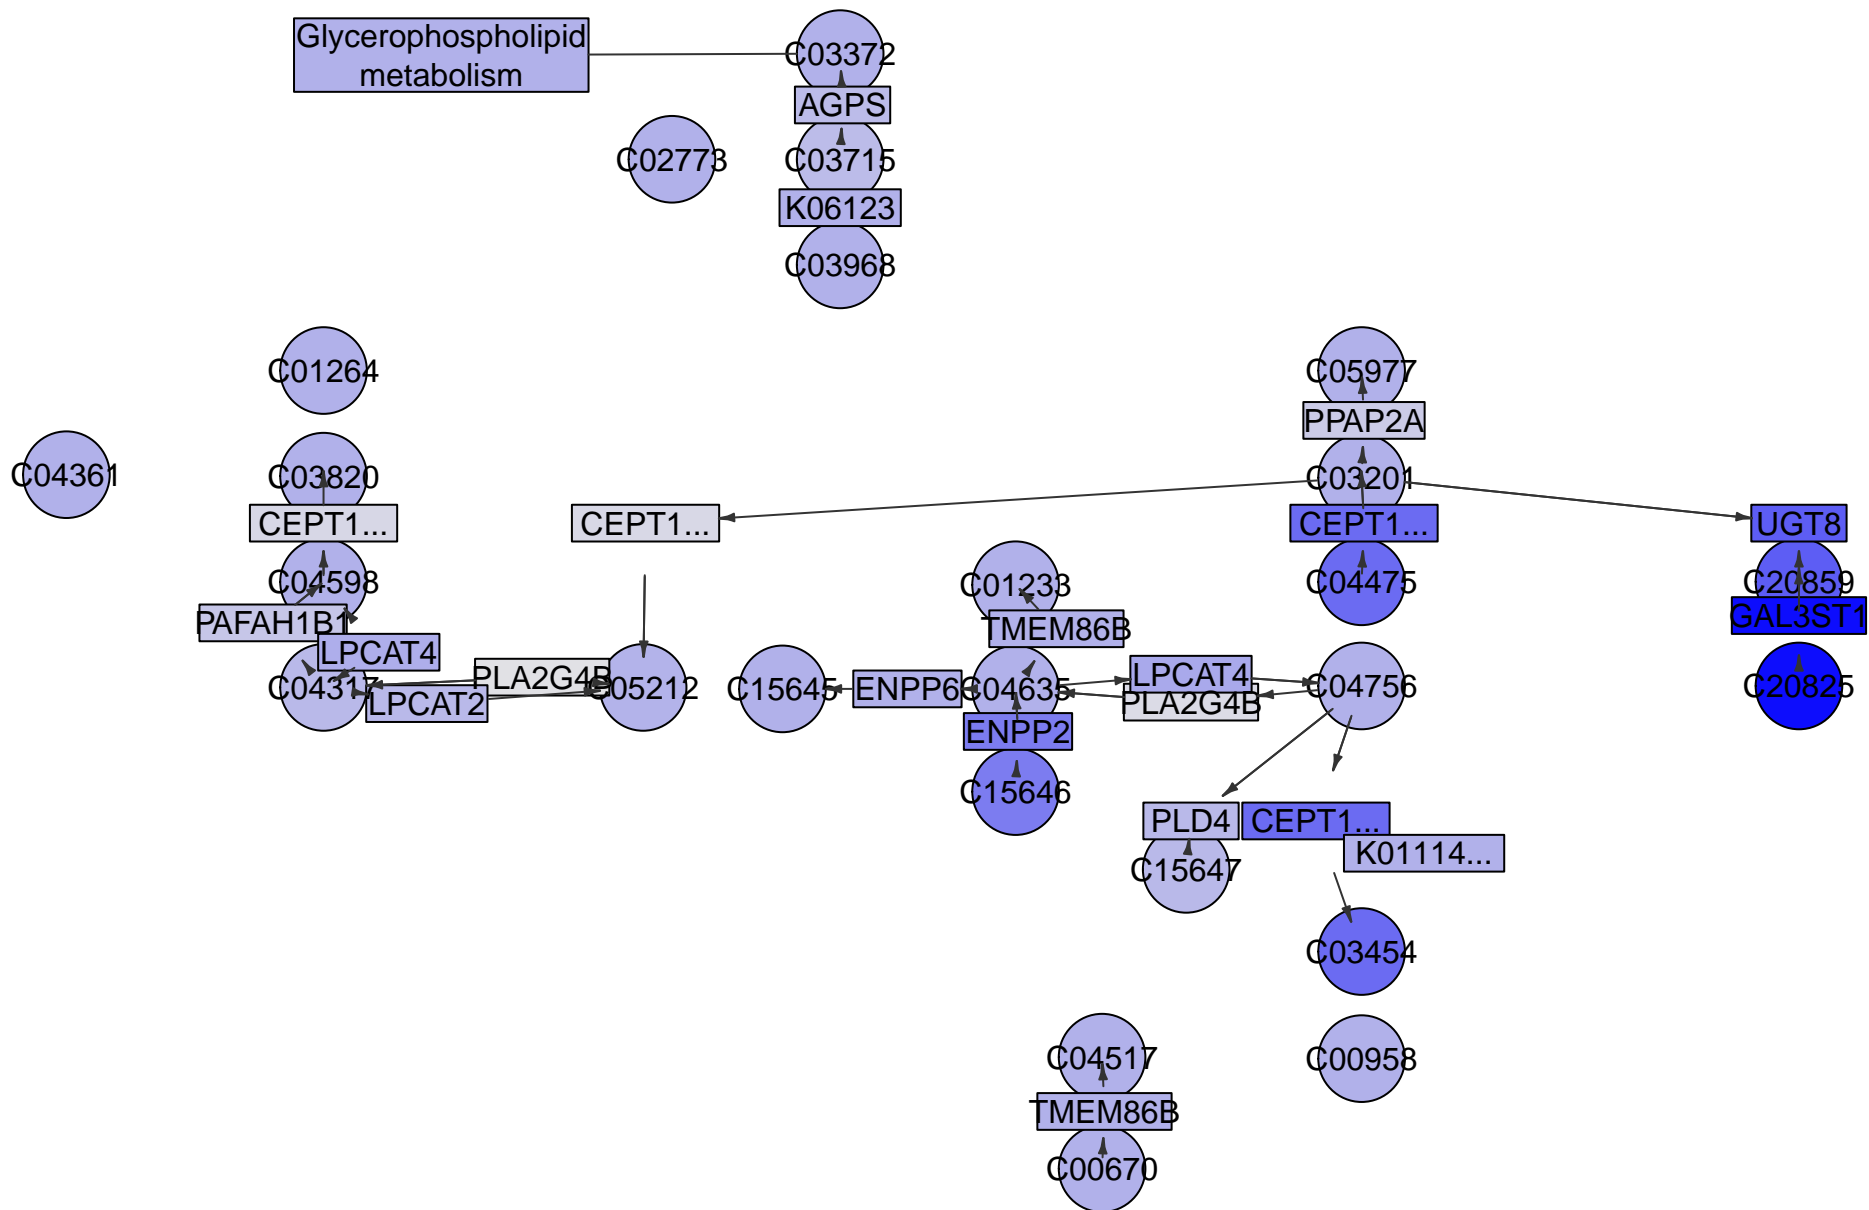 Glycerophospholipid
metabolism
C03372
AGPS
C02773
C03715
K06123
C03968
C01264
C05977
PPAP2A
C04361
C03820
C03201
CEPT1...
CEPT1...
CEPT1...
UGT8
C04598
C01233
C04475
C20859
PAFAH1B1
TMEM86B
GAL3ST1
LPCAT4
C04317
PLA2G4B
LPCAT2
C05212
C15645
ENPP6
C04635
LPCAT4
PLA2G4B
C04756
C20825
ENPP2
C15646
PLD4
CEPT1...
K01114...
C15647
C03454
C04517
C00958
TMEM86B
C00670